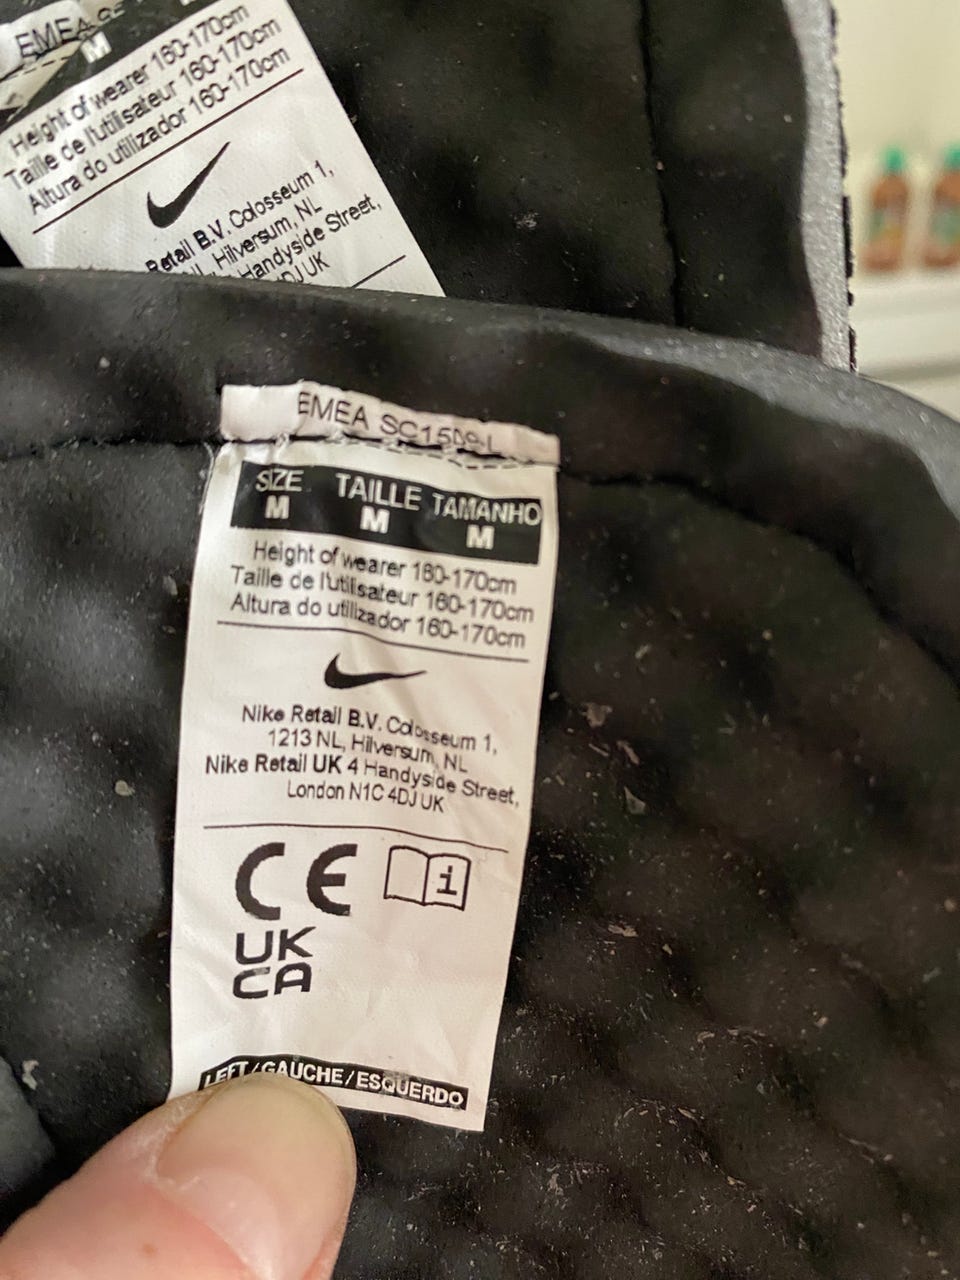 EMEA
M
Height of wearer 160-170cm
Taille de l'utilisateur 160-170cm
Altura do utilizador 160-170cm
Retail B.V. Colosseum 1,
Hilversum, NL
Handyside Street,
DJ UK
EMEA SC1509-L
SIZE TAILLE TAMANHO
M M M
Height of wearer 160-170cm
Taille de l'utilisateur 160-170cm
Altura do utilizador 160-170cm
Nike Retail B.V. Colosseum 1,
1213 NL, Hilversum, NL
Nike Retail UK 4 Handyside Street,
London N1C 4DJ UK
CE i
UK
CA
LEFT/GAUCHE/ESQUERDO